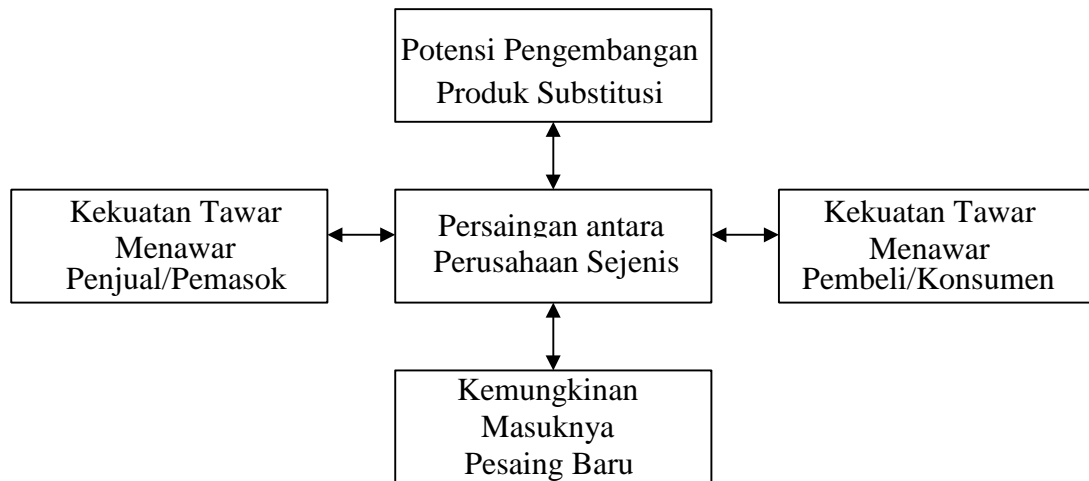 Potensi Pengembangan
Produk Substitusi
Kekuatan Tawar
Menawar
Penjual/Pemasok
Persaingan antara
Perusahaan Sejenis
Kekuatan Tawar
Menawar
Pembeli/Konsumen
Kemungkinan
Masuknya
Pesaing Baru